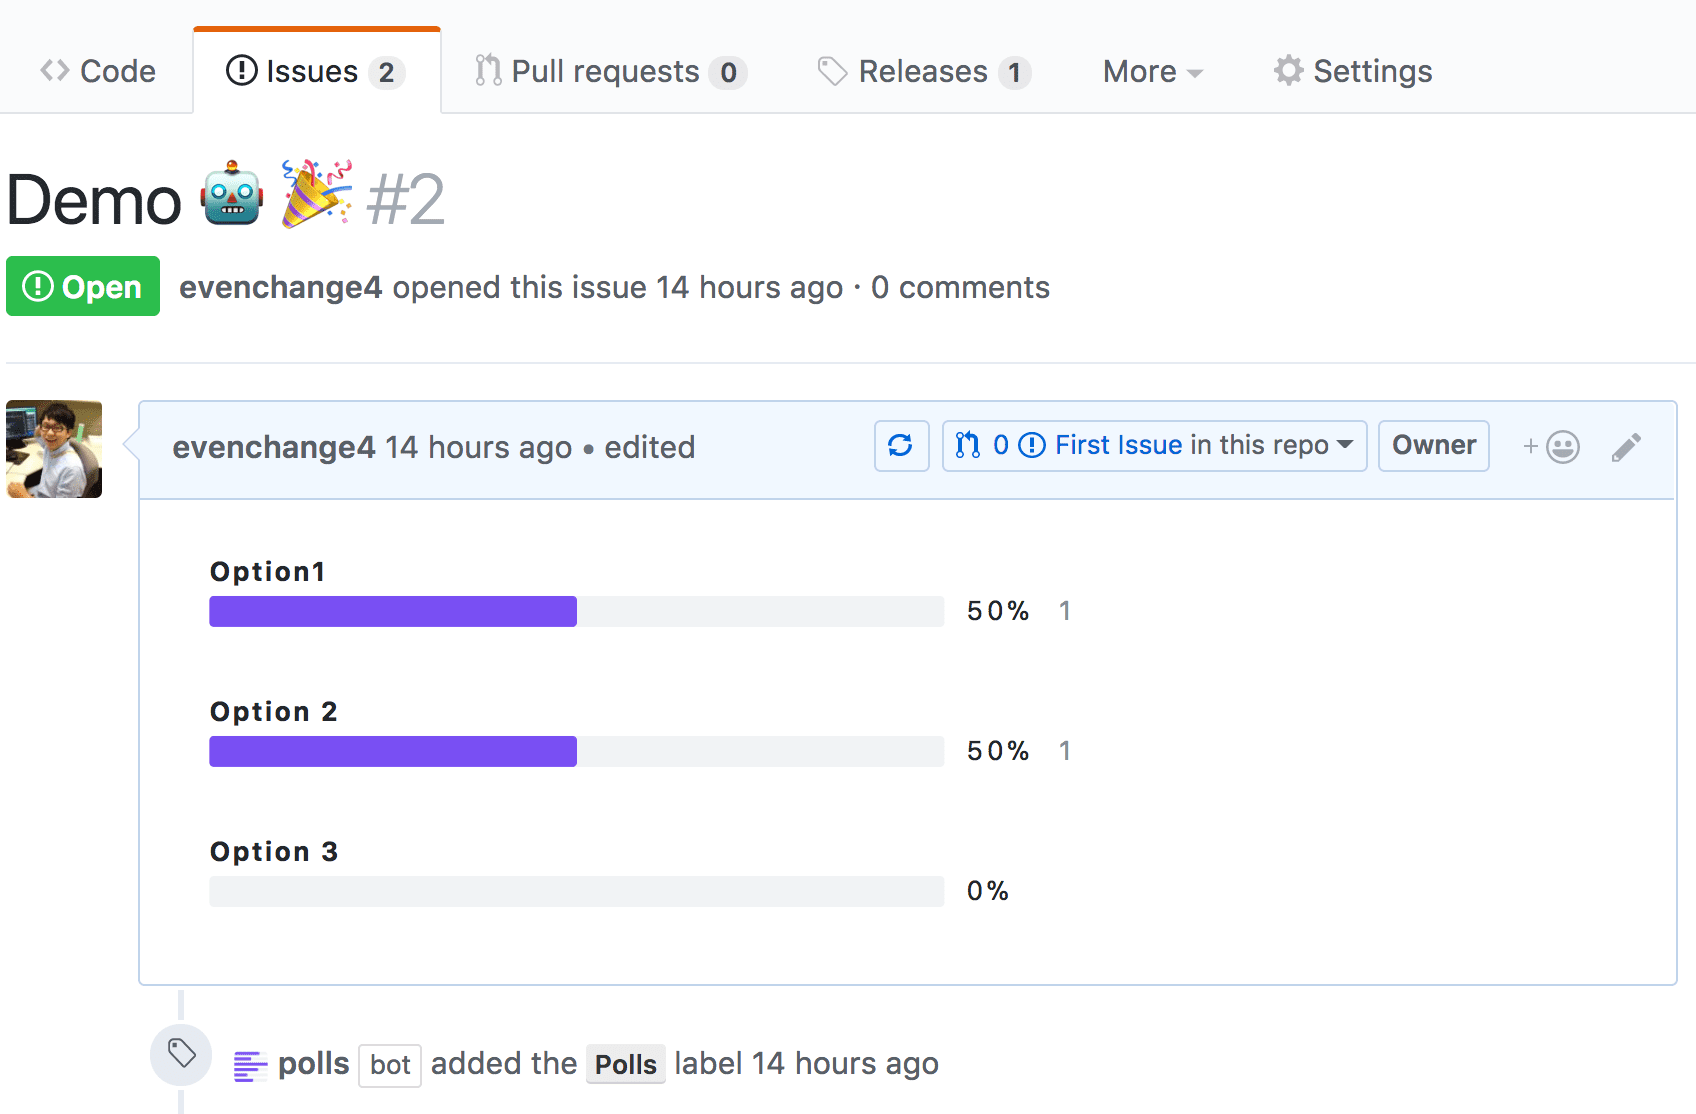 Code Issues 2 Pull requests 0 Releases 1 More Settings
Demo 🤖 🎉 #2
Open evenchange4 opened this issue 14 hours ago · 0 comments
evenchange4 14 hours ago • edited 0 First Issue in this repo Owner +
Option1
50% 1
Option 2
50% 1
Option 3
0%
polls bot added the Polls label 14 hours ago